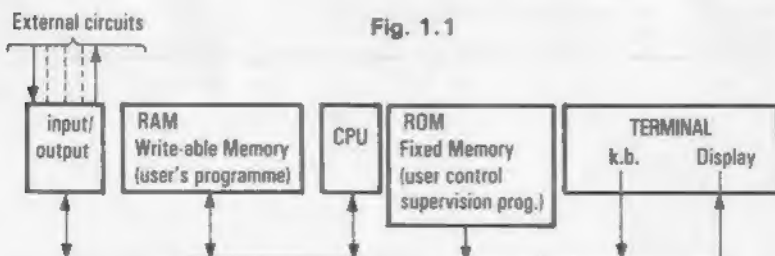 External circuits
Fig. 1.1
input/
output
RAM
Write-able Memory
(user's programme)
CPU
ROM
Fixed Memory
(user control
supervision prog.)
TERMINAL
k.b. Display